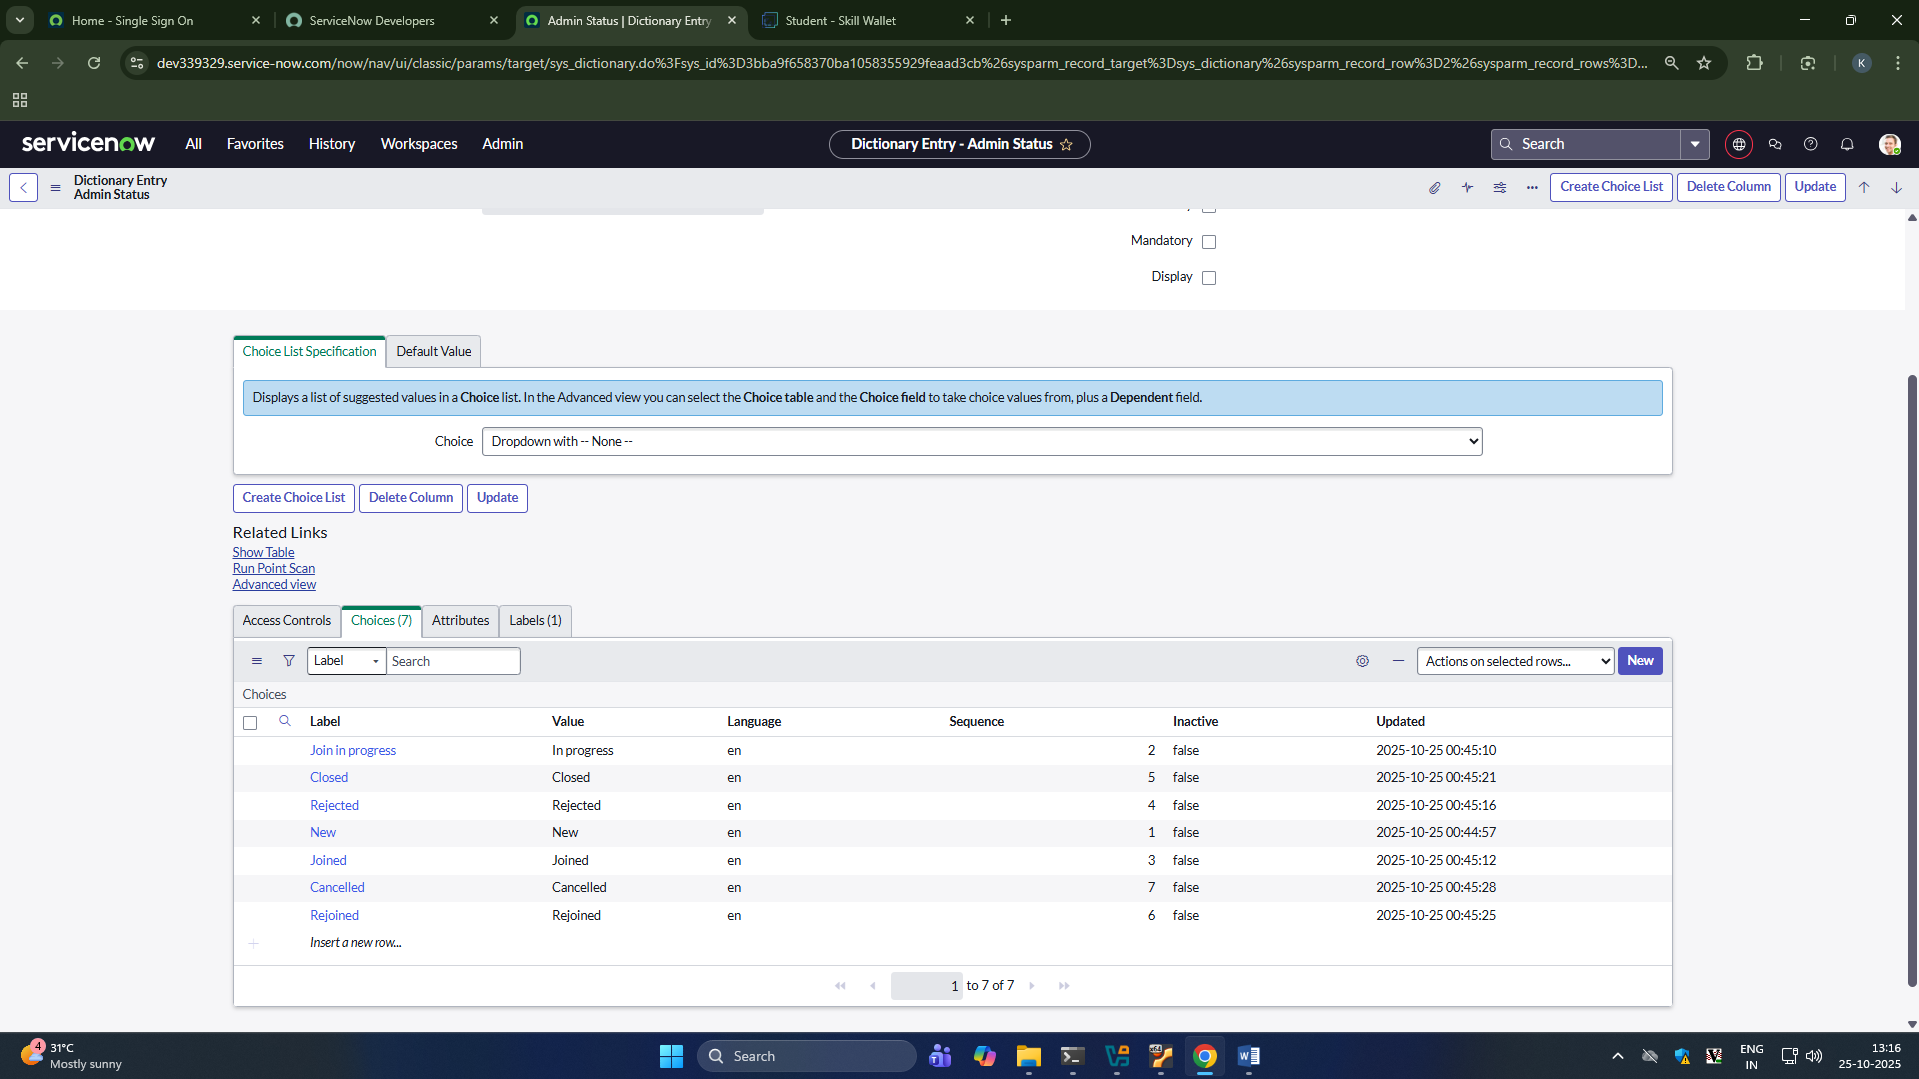 Home - Single Sign On
ServiceNow Developers
Admin Status | Dictionary Entry
Student - Skill Wallet
dev339329.service-now.com/now/nav/ui/classic/params/target/sys_dictionary.do%3Fsys_id%3D3bba9f658370ba1058355929feaad3cb%26sysparm_record_target%3Dsys_dictionary%26sysparm_record_row%3D2%26sysparm_record_rows%3D...
K
servicenow
All
Favorites
History
Workspaces
Admin
Dictionary Entry - Admin Status
Search
Dictionary Entry
Admin Status
Create Choice List
Delete Column
Update
Mandatory
Display
Choice List Specification
Default Value
Displays a list of suggested values in a Choice list. In the Advanced view you can select the Choice table and the Choice field to take choice values from, plus a Dependent field.
Choice
Dropdown with -- None --
Create Choice List
Delete Column
Update
Related Links
Show Table
Run Point Scan
Advanced view
Access Controls
Choices (7)
Attributes
Labels (1)
Label
Search
Actions on selected rows...
New
Choices
Label Value Language Sequence Inactive Updated
Join in progress In progress en 2 false 2025-10-25 00:45:10
Closed Closed en 5 false 2025-10-25 00:45:21
Rejected Rejected en 4 false 2025-10-25 00:45:16
New New en 1 false 2025-10-25 00:44:57
Joined Joined en 3 false 2025-10-25 00:45:12
Cancelled Cancelled en 7 false 2025-10-25 00:45:28
Rejoined Rejoined en 6 false 2025-10-25 00:45:25
Insert a new row...
1 to 7 of 7
4
31°C
Mostly sunny
Search
ENG
IN
13:16
25-10-2025